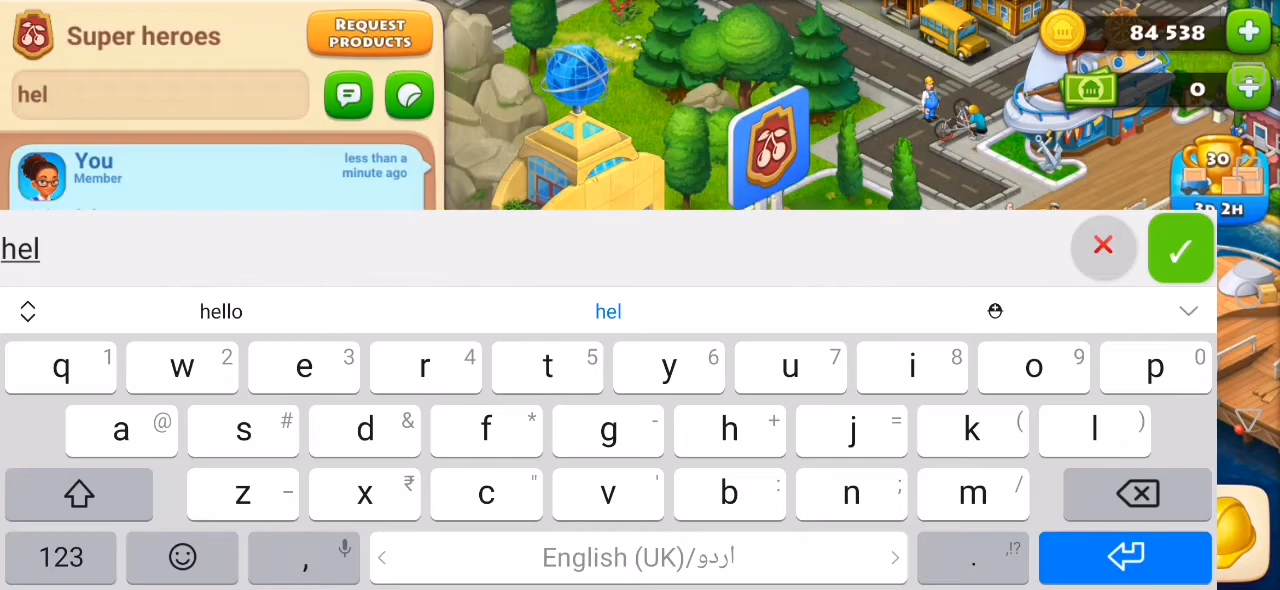 Super heroes
REQUEST
PRODUCTS
84 538
hel
0
You
Member
less than a
minute ago
30
3D 2H
hel
hello
hel
q 1 w 2 e 3 r 4 t 5 y 6 u 7 i 8 o 9 p 0
a @ s # d & f * g - h + j = k ( l )
z – x ₹ c " v ' b : n ; m /
123 , English (UK)/اردو . ,!?